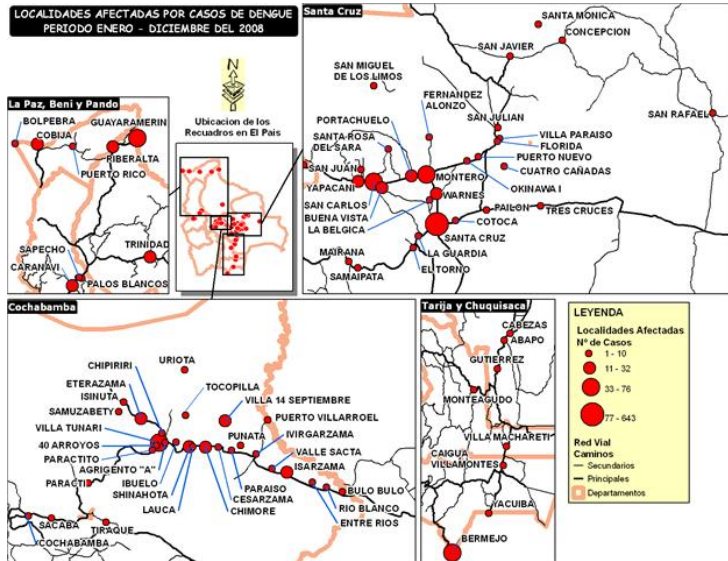 LOCALIDADES AFECTADAS POR CASOS DE DENGUE
PERIODO ENERO - DICIEMBRE DEL 2008
La Paz, Beni y Pando
BOLPEBRA
COBIJA
GUAYARAMERIN
RIBERALTA
PUERTO RICO
TRINIDAD
SAPECHO
CARANAVI
PALOS BLANCOS
N
Ubicacion de los
Recuadros en El Pais
Santa Cruz
SANTA MONICA
CONCEPCION
SAN JAVIER
SAN MIGUEL
DE LOS LIMOS
FERNANDEZ
ALONZO
SAN RAFAEL
SAN JULIAN
PORTACHUELO
SANTA ROSA
DEL SARA
VILLA PARAISO
FLORIDA
PUERTO NUEVO
CUATRO CAÑADAS
SAN JUAN
YAPACANI
MONTERO
OKINAWA I
SAN CARLOS
BUENA VISTA
LA BELGICA
WARNES
PAILON
TRES CRUCES
COTOCA
SANTA CRUZ
LA GUARDIA
EL TORNO
MAIRANA
SAMAIPATA
Cochabamba
URIOTA
CHIPIRIRI
ETERAZAMA
ISINUTA
SAMUZABETY
TOCOPILLA
VILLA 14 SEPTIEMBRE
PUERTO VILLARROEL
VILLA TUNARI
40 ARROYOS
PARACTITO
PUNATA
IVIRGARZAMA
VALLE SACTA
AGRIGENTO "A"
PARACTI
IBUELO
SHINAHOTA
LAUCA
ISARZAMA
PARAISO
CESARZAMA
CHIMORE
BULO BULO
RIO BLANCO
ENTRE RIOS
SACABA
TIRAQUE
COCHABAMBA
Tarija y Chuquisaca
CABEZAS
ABAPO
GUTIERREZ
MONTEAGUDO
VILLA MACHARETI
CAIGUA
VILLAMONTES
YACUIBA
BERMEJO
LEYENDA
Localidades Afectadas
Nº de Casos
1 - 10
11 - 32
33 - 76
77 - 643
Red Vial
Caminos
Secundarios
Principales
Departamentos